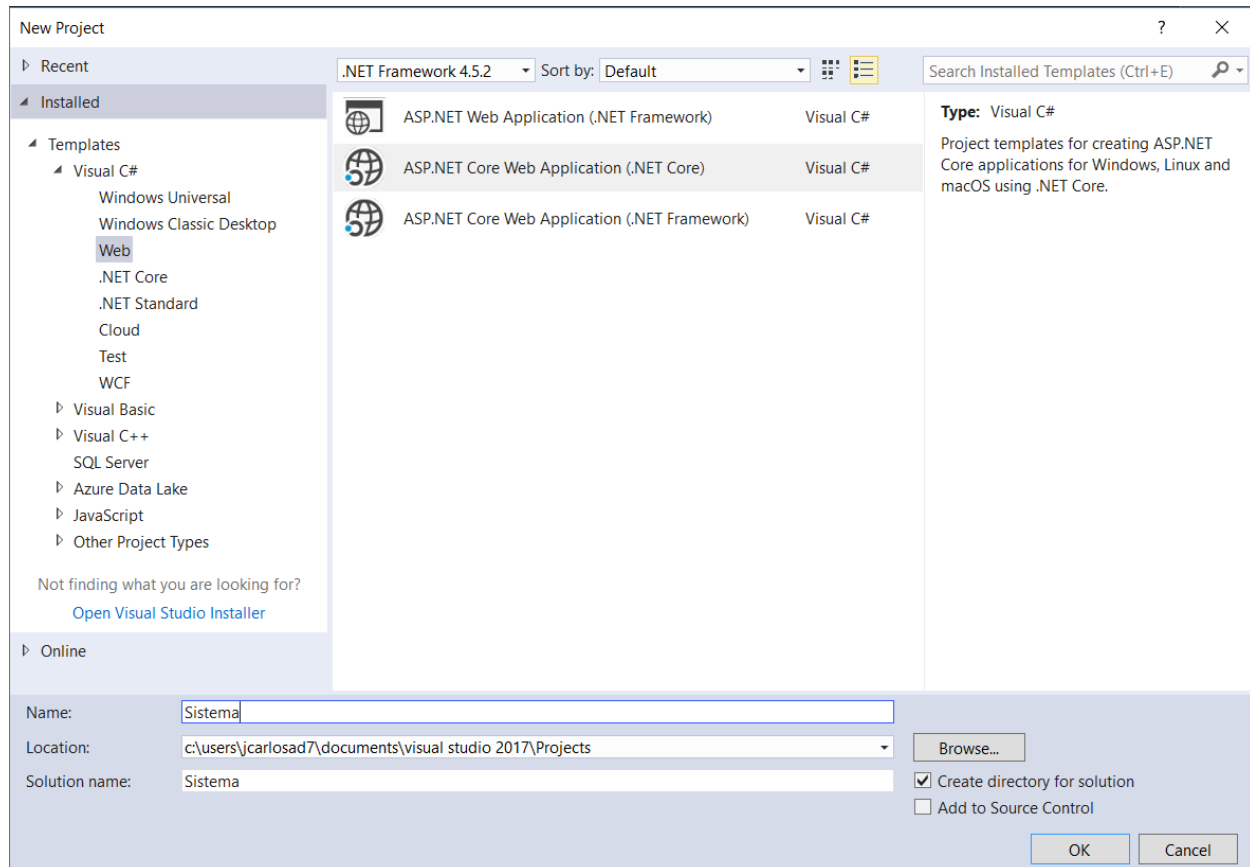 New Project
?
Recent
.NET Framework 4.5.2
Sort by:
Default
Search Installed Templates (Ctrl+E)
Installed
Templates
Visual C#
Windows Universal
Windows Classic Desktop
Web
.NET Core
.NET Standard
Cloud
Test
WCF
Visual Basic
Visual C++
SQL Server
Azure Data Lake
JavaScript
Other Project Types
Not finding what you are looking for?
Open Visual Studio Installer
Online
ASP.NET Web Application (.NET Framework) Visual C#
ASP.NET Core Web Application (.NET Core) Visual C#
ASP.NET Core Web Application (.NET Framework) Visual C#
Type: Visual C#
Project templates for creating ASP.NET
Core applications for Windows, Linux and
macOS using .NET Core.
Name: Sistema
Location: c:\users\jcarlosad7\documents\visual studio 2017\Projects
Browse...
Solution name: Sistema
Create directory for solution
Add to Source Control
OK
Cancel